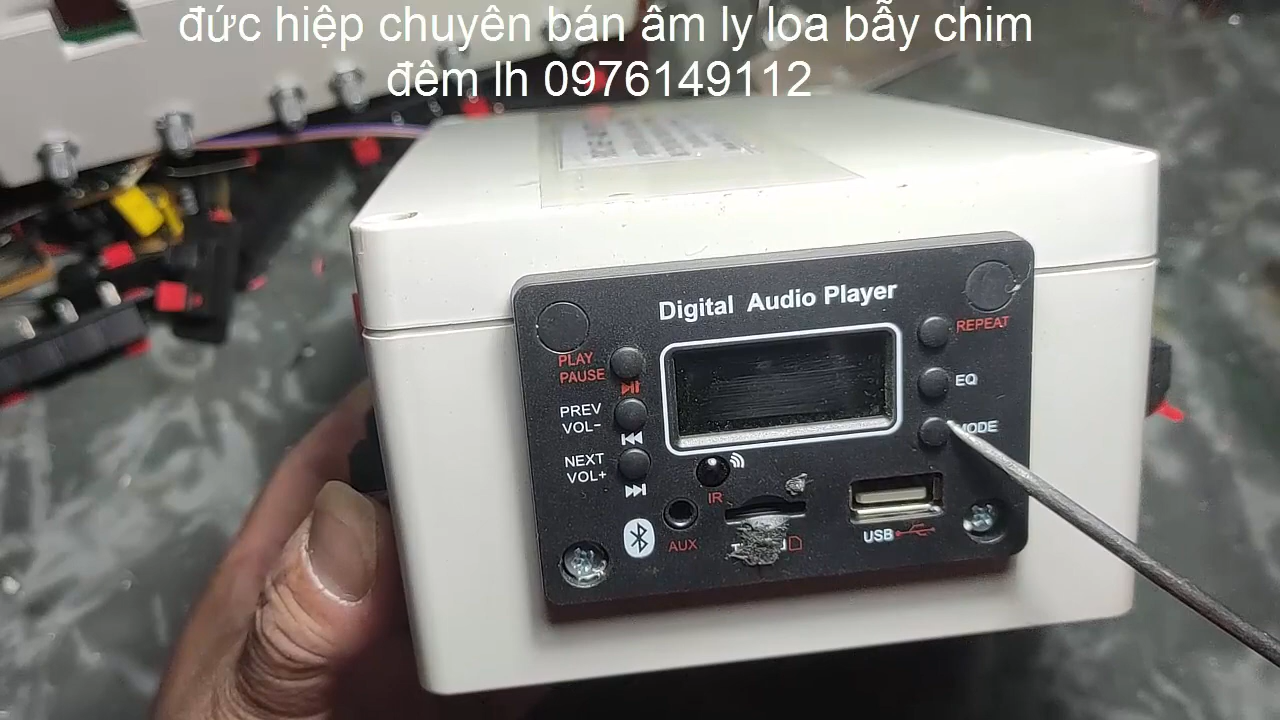 đức hiệp chuyên bán âm ly loa bẫy chim
đêm lh 0976149112
Digital Audio Player
PLAY
PAUSE
PREV
VOL−
NEXT
VOL+
REPEAT
EQ
MODE
IR
AUX
USB